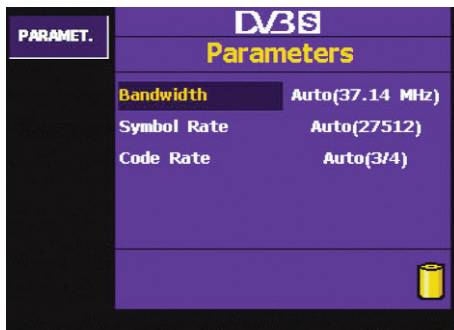 PARAMET.
DVB S
Parameters
Bandwidth Auto(37.14 MHz)
Symbol Rate Auto(27512)
Code Rate Auto(3/4)